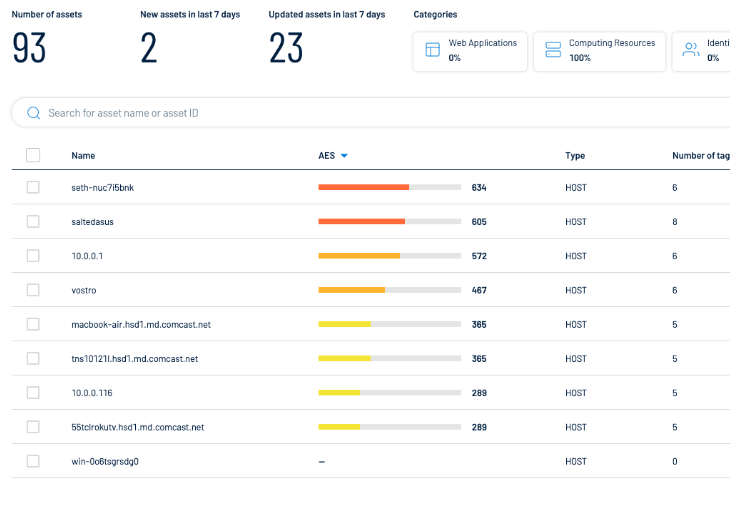 Number of assets New assets in last 7 days Updated assets in last 7 days Categories
93 2 23
Web Applications Computing Resources Identi
0% 100% 0%
Search for asset name or asset ID
Name AES Type Number of tag
seth-nuc7i5bnk 634 HOST 6
saltedasus 605 HOST 8
10.0.0.1 572 HOST 6
vostro 467 HOST 6
macbook-air.hsd1.md.comcast.net 365 HOST 5
tns10121l.hsd1.md.comcast.net 365 HOST 5
10.0.0.116 289 HOST 5
55tclrokutv.hsd1.md.comcast.net 289 HOST 5
win-0o6tsgrsdg0 – HOST 0